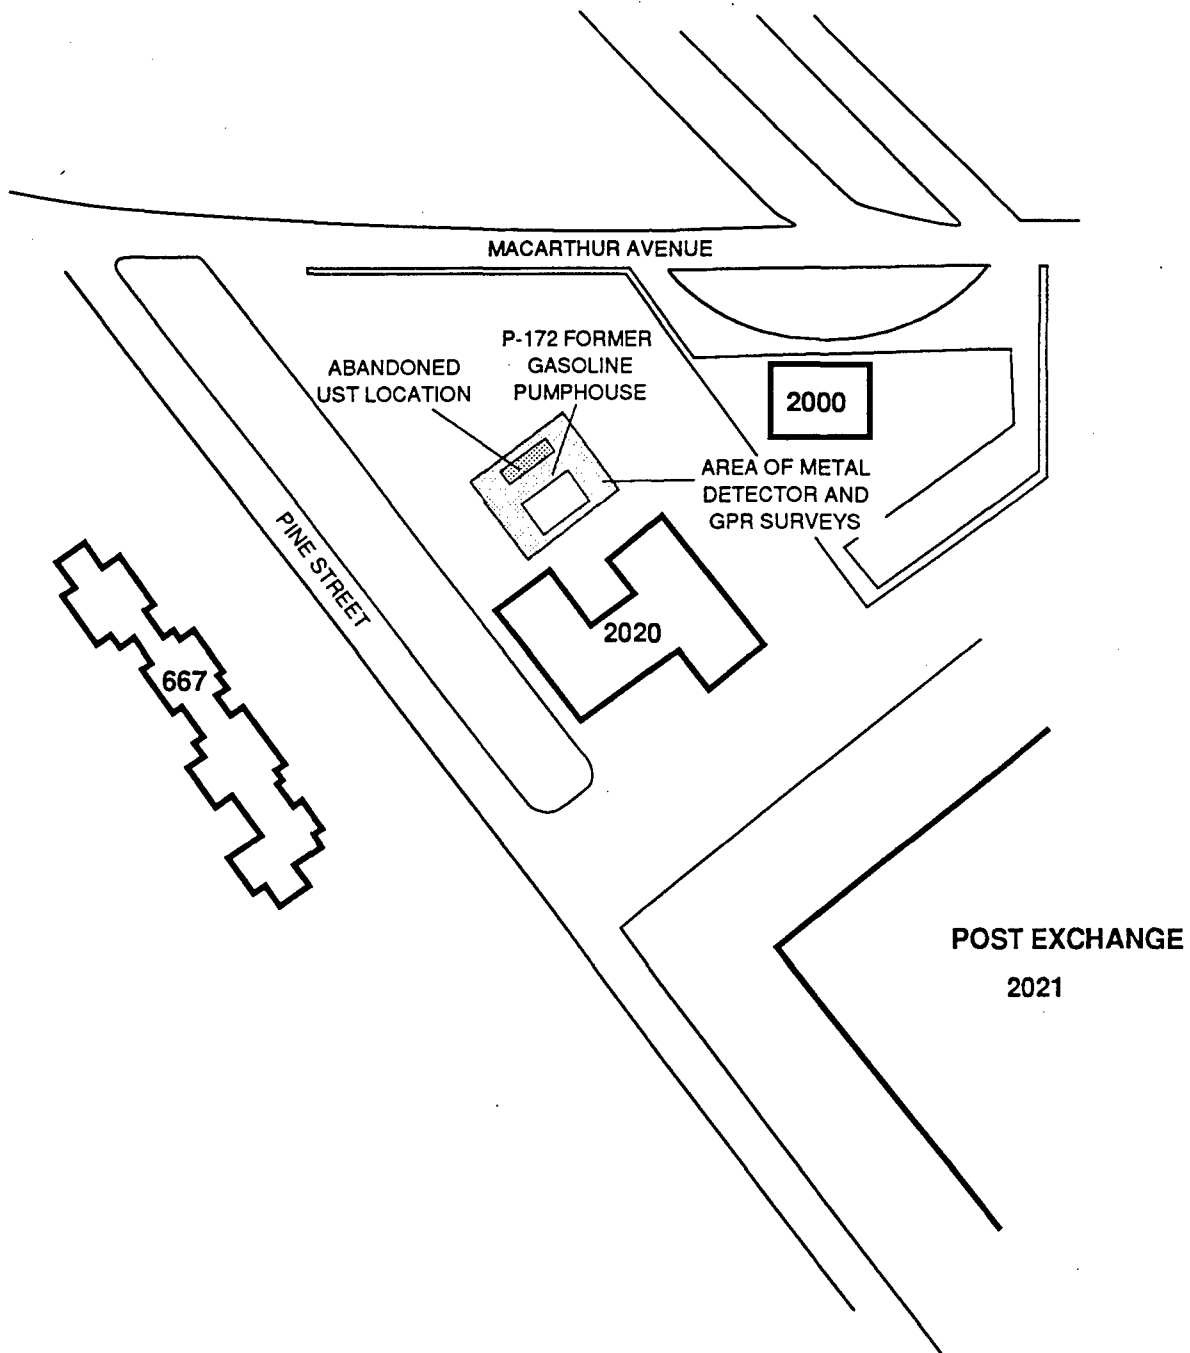 MACARTHUR AVENUE
P-172 FORMER
GASOLINE
PUMPHOUSE
ABANDONED
UST LOCATION
2000
AREA OF METAL
DETECTOR AND
GPR SURVEYS
PINE STREET
2020
667
POST EXCHANGE
2021